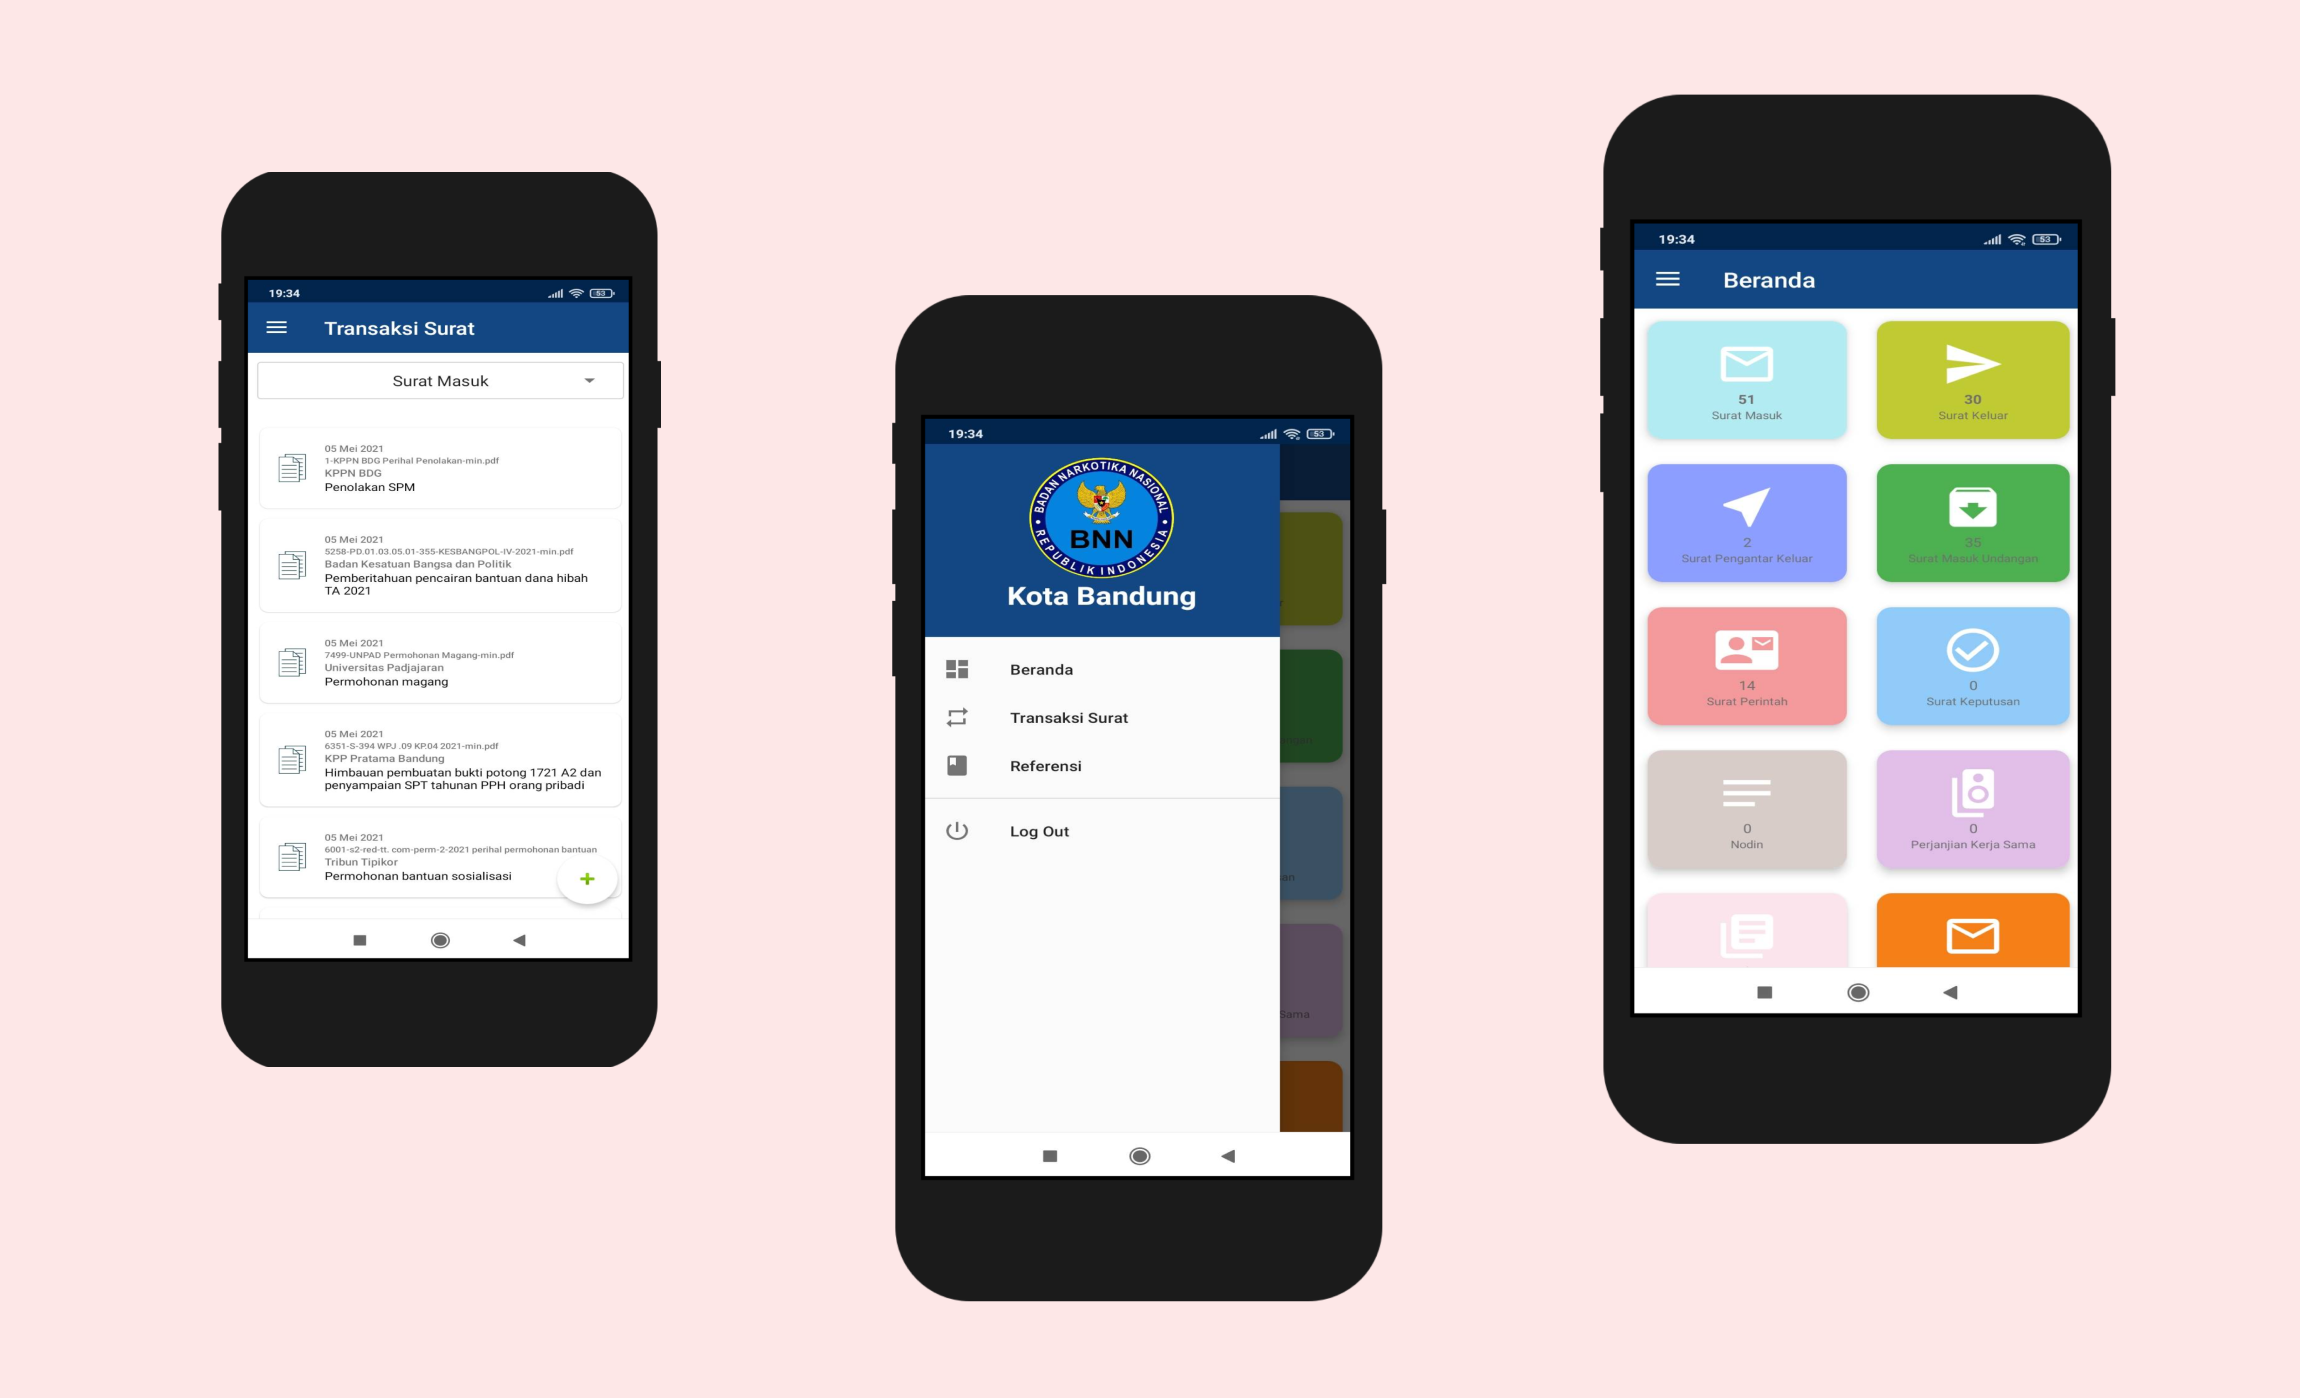 19:34
53
Transaksi Surat
Surat Masuk
05 Mei 2021
1-KPPN BDG Perihal Penolakan-min.pdf
KPPN BDG
Penolakan SPM
05 Mei 2021
5258-PD.01.03.05.01-355-KESBANGPOL-IV-2021-min.pdf
Badan Kesatuan Bangsa dan Politik
Pemberitahuan pencairan bantuan dana hibah
TA 2021
05 Mei 2021
7499-UNPAD Permohonan Magang-min.pdf
Universitas Padjajaran
Permohonan magang
05 Mei 2021
6351-S-394 WPJ .09 KP.04 2021-min.pdf
KPP Pratama Bandung
Himbauan pembuatan bukti potong 1721 A2 dan
penyampaian SPT tahunan PPH orang pribadi
05 Mei 2021
6001-s2-red-tt. com-perm-2-2021 perihal permohonan bantuan
Tribun Tipikor
Permohonan bantuan sosialisasi
+
19:34
53
BADAN NARKOTIKA NASIONAL
BNN
REPUBLIK INDONESIA
Kota Bandung
Beranda
Transaksi Surat
Referensi
Log Out
r
an
Sama
19:34
53
Beranda
51
Surat Masuk
30
Surat Keluar
2
Surat Pengantar Keluar
35
Surat Masuk Undangan
14
Surat Perintah
0
Surat Keputusan
0
Nodin
0
Perjanjian Kerja Sama